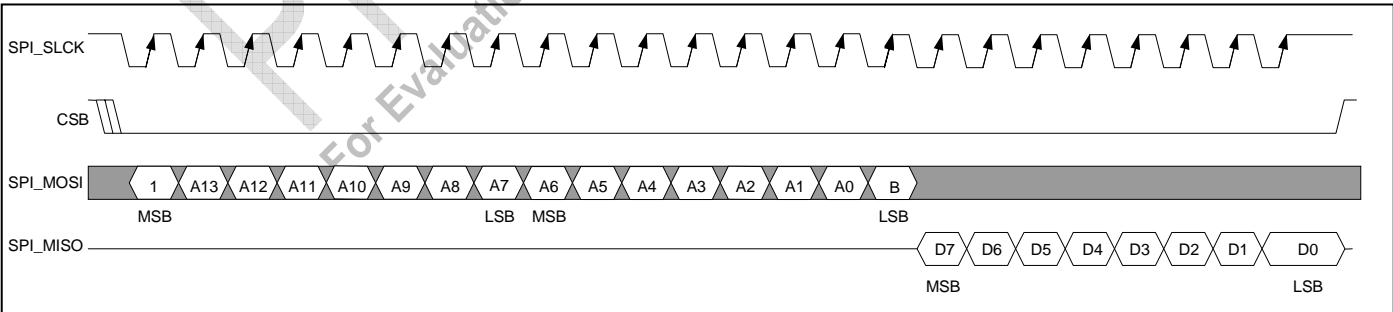 SPI_SLCK
CSB
SPI_MOSI 1 A13 A12 A11 A10 A9 A8 A7 A6 A5 A4 A3 A2 A1 A0 B
MSB LSB MSB LSB
SPI_MISO D7 D6 D5 D4 D3 D2 D1 D0
MSB LSB
For Evaluatio